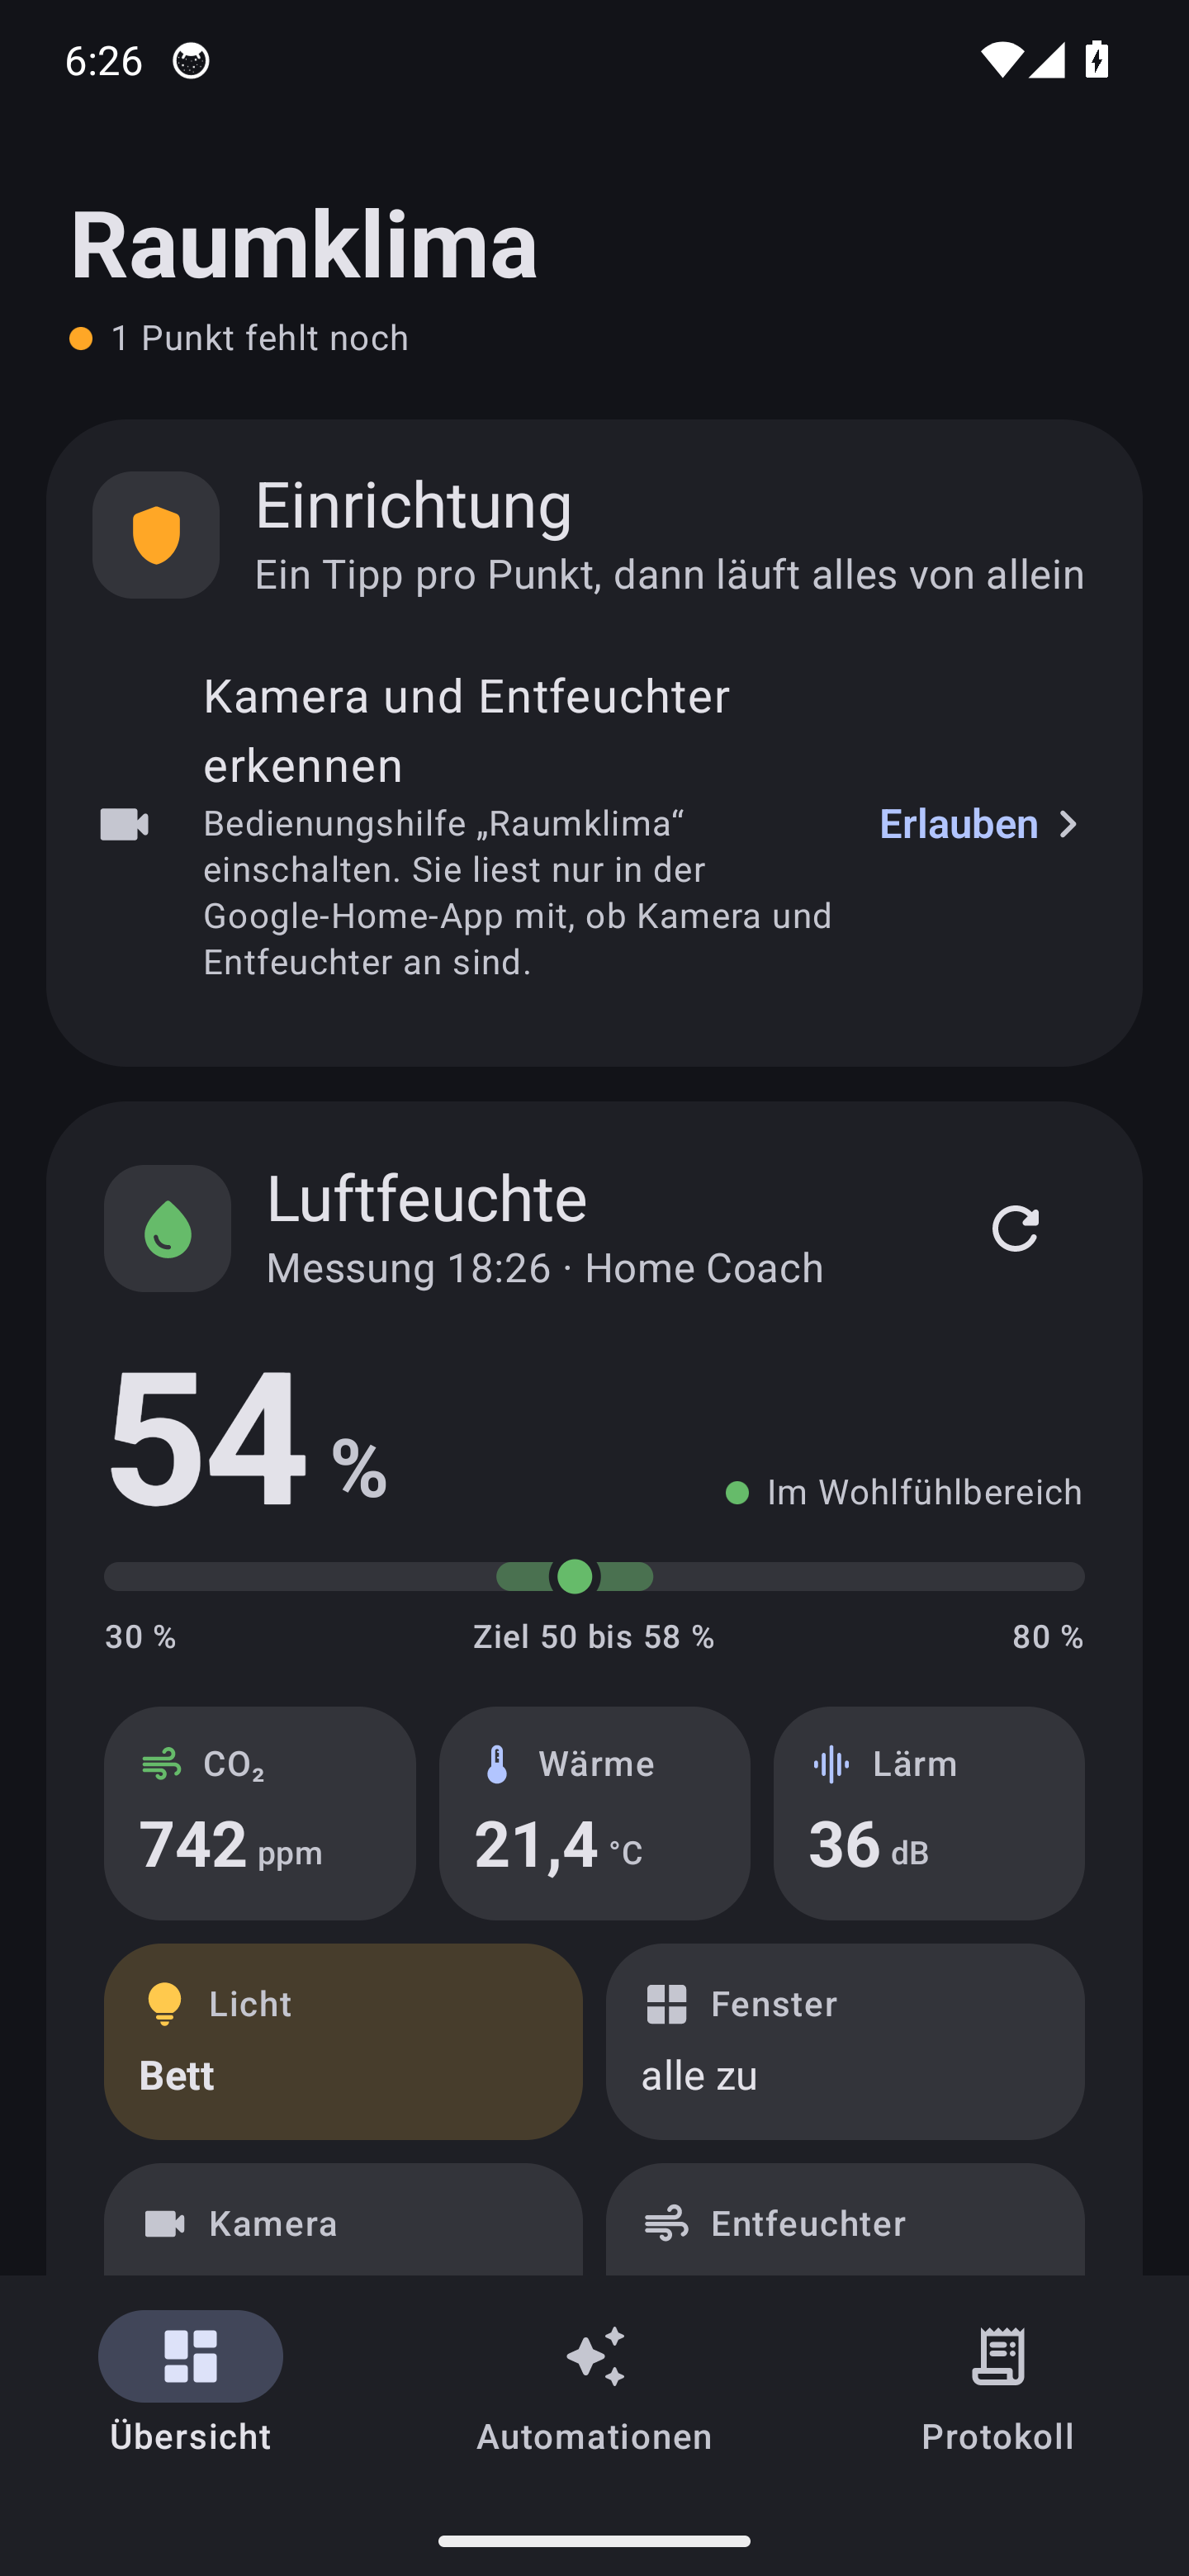 6:26
Raumklima
1 Punkt fehlt noch
Einrichtung
Ein Tipp pro Punkt, dann läuft alles von allein
Kamera und Entfeuchter
erkennen
Bedienungshilfe „Raumklima“
einschalten. Sie liest nur in der
Google-Home-App mit, ob Kamera und
Entfeuchter an sind.
Erlauben
Luftfeuchte
Messung 18:26 · Home Coach
54 %
Im Wohlfühlbereich
30 % Ziel 50 bis 58 % 80 %
CO₂ Wärme Lärm
742 ppm 21,4 °C 36 dB
Licht Fenster
Bett alle zu
Kamera Entfeuchter
Übersicht Automationen Protokoll